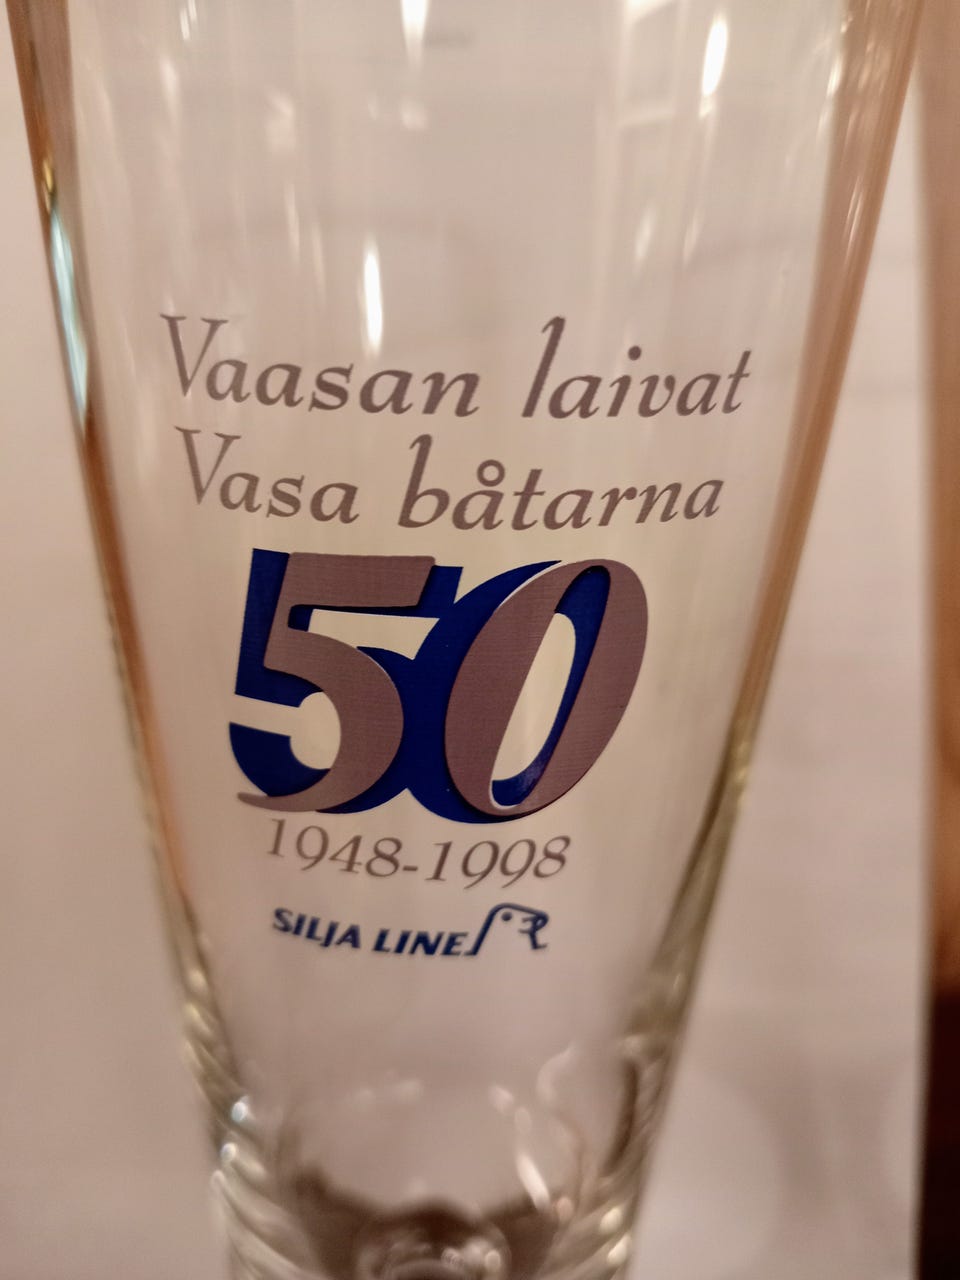 Vaasan laivat
Vasa båtarna
50
1948-1998
SILJA LINE